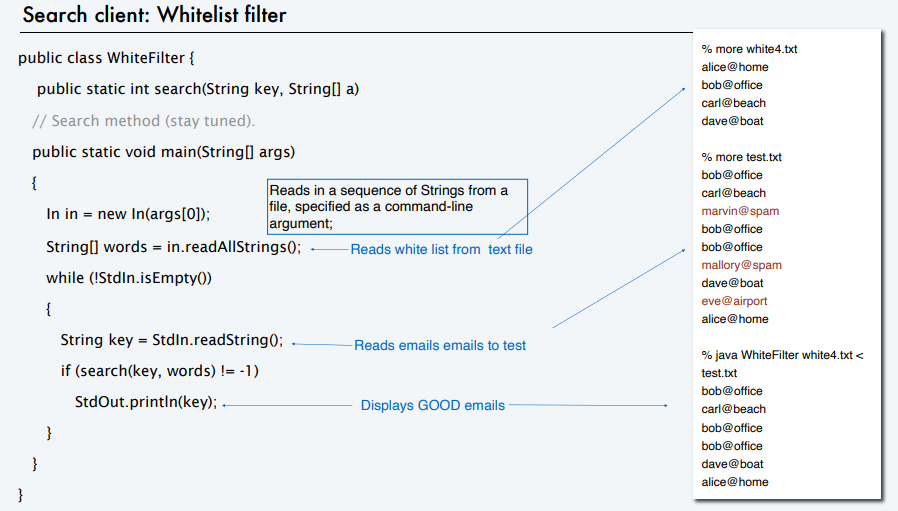 Search client: Whitelist filter
public class WhiteFilter {
public static int search(String key, String[] a)
// Search method (stay tuned).
public static void main(String[] args)
{
In in = new In(args[0]);
Reads in a sequence of Strings from a
file, specified as a command-line
argument;
String[] words = in.readAllStrings();
Reads white list from text file
while (!StdIn.isEmpty())
{
String key = StdIn.readString();
Reads emails emails to test
if (search(key, words) != -1)
StdOut.println(key);
Displays GOOD emails
}
}
}
% more white4.txt
alice@home
bob@office
carl@beach
dave@boat
% more test.txt
bob@office
carl@beach
marvin@spam
bob@office
bob@office
mallory@spam
dave@boat
eve@airport
alice@home
% java WhiteFilter white4.txt <
test.txt
bob@office
carl@beach
bob@office
bob@office
dave@boat
alice@home